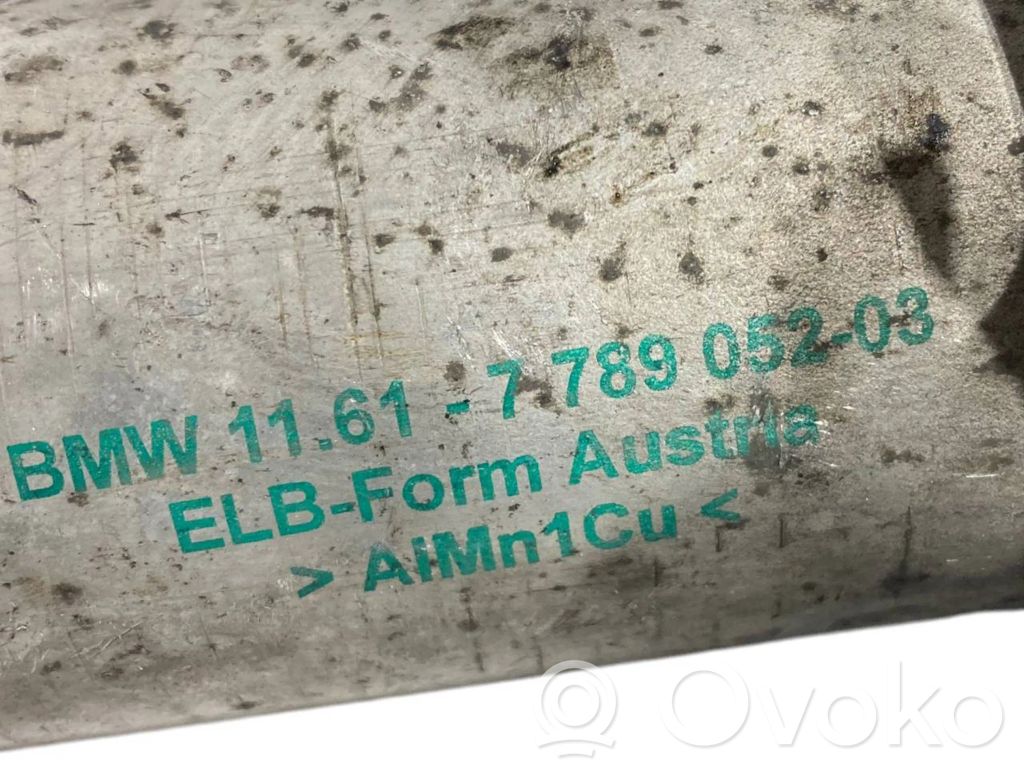 BMW 11.61 - 7 789 052-03
ELB-Form Austria
> AlMn1Cu <
Ovoko